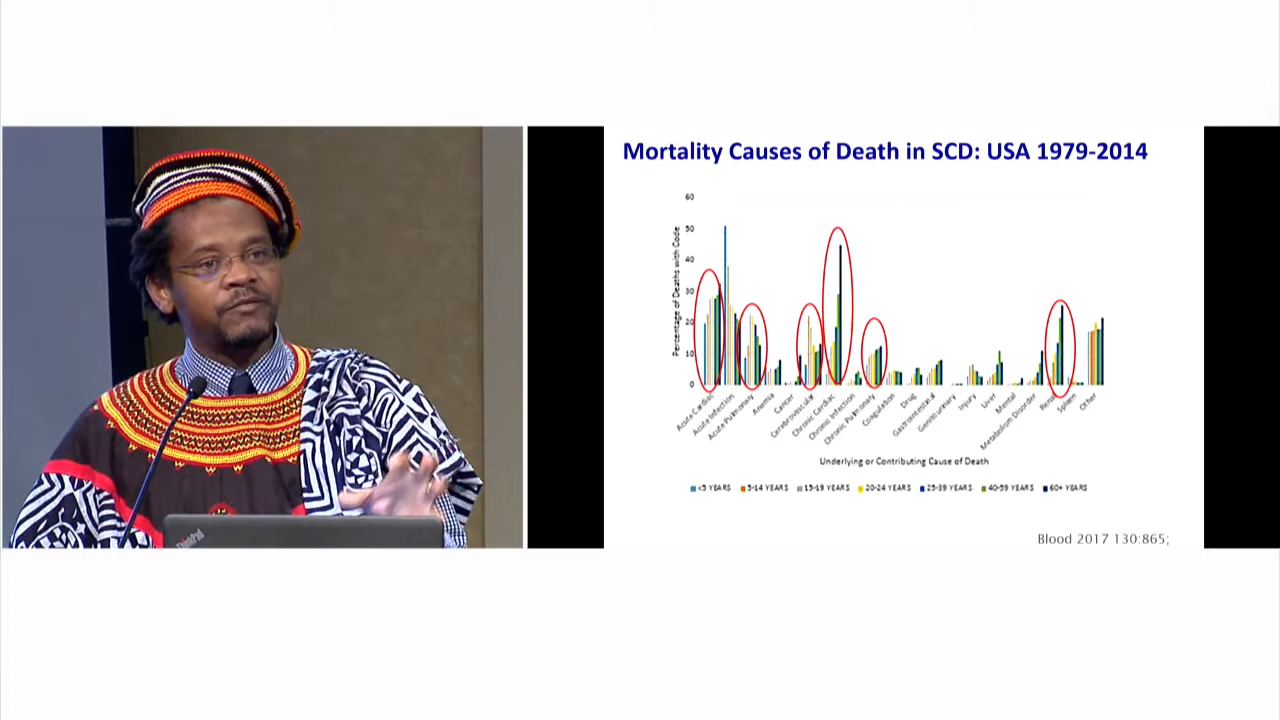 Mortality Causes of Death in SCD: USA 1979-2014
60
50
40
30
20
10
0
Percentage of Deaths with Code
Acute Cardiac
Acute Infection
Acute Pulmonary
Anemia
Cancer
Cerebrovascular
Chronic Cardiac
Chronic Infection
Chronic Pulmonary
Coagulation
Drug
Gastrointestinal
Genitourinary
Injury
Liver
Mental
Metabolism Disorder
Spleen
Other
Underlying or Contributing Cause of Death
<5 YEARS 5-14 YEARS 15-19 YEARS 20-24 YEARS 25-39 YEARS 40-59 YEARS 60+ YEARS
Blood 2017 130:865;
ThinkPad